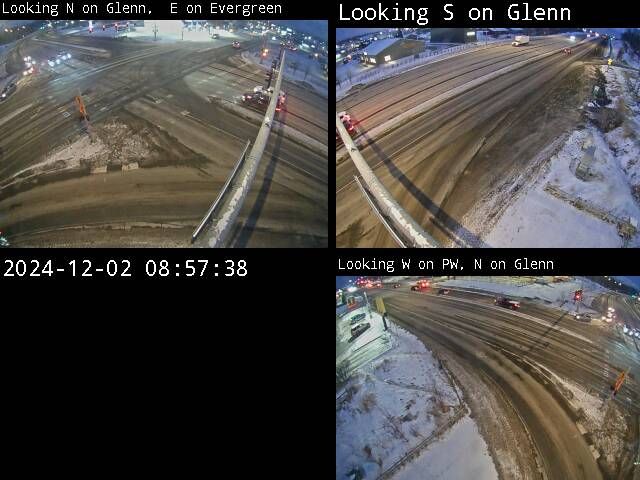 Looking N on Glenn, E on Evergreen
Looking S on Glenn
2024-12-02 08:57:38
Looking W on PW, N on Glenn